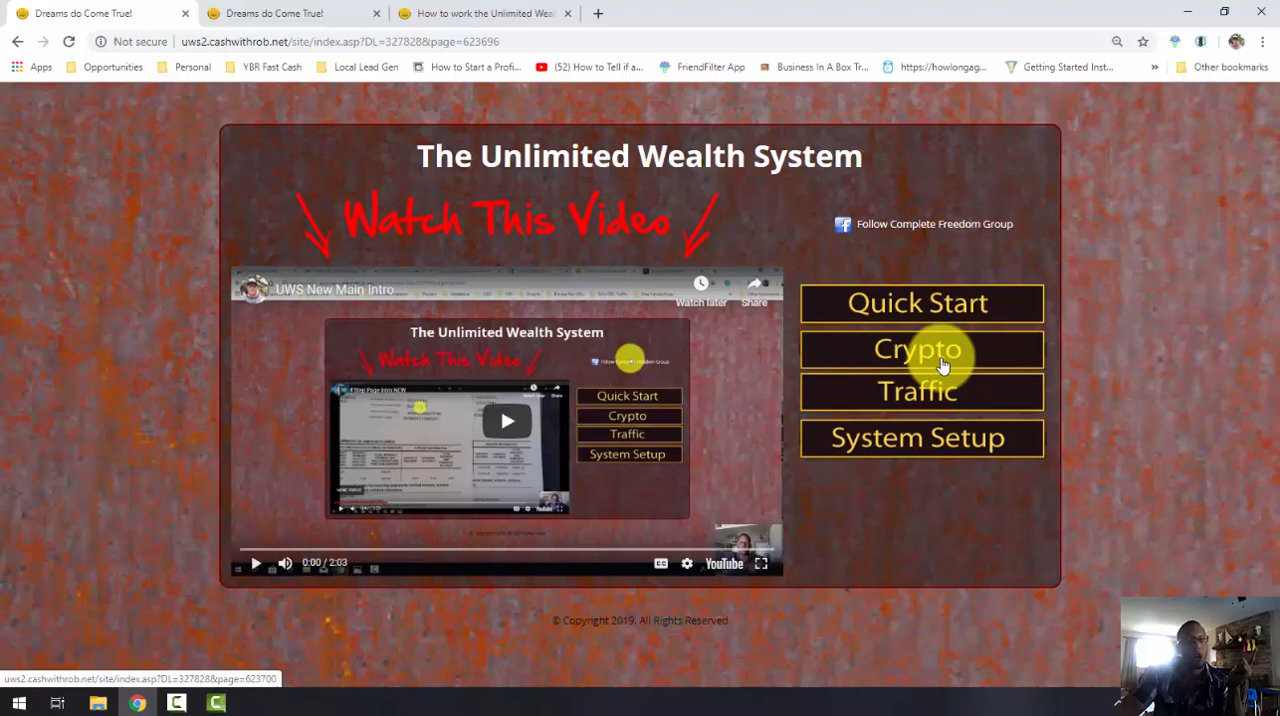 Dreams do Come True!
Dreams do Come True!
How to work the Unlimited Wea
Not secure
uws2.cashwithrob.net/site/index.asp?DL=327828&page=623696
Apps
Opportunities
Personal
YBR Fast Cash
Local Lead Gen
How to Start a Profi...
(52) How to Tell if a...
FriendFilter App
Business In A Box Tr...
https://howlongag...
Getting Started Inst...
»
Other bookmarks
The Unlimited Wealth System
Watch This Video
Follow Complete Freedom Group
UWS New Main Intro
Watch later
Share
The Unlimited Wealth System
Watch This Video
Quick Start
Crypto
Traffic
System Setup
Quick Start
Crypto
Traffic
System Setup
0:00 / 2:03
CC
YouTube
© Copyright 2019, All Rights Reserved
uws2.cashwithrob.net/site/index.asp?DL=327828&page=623700